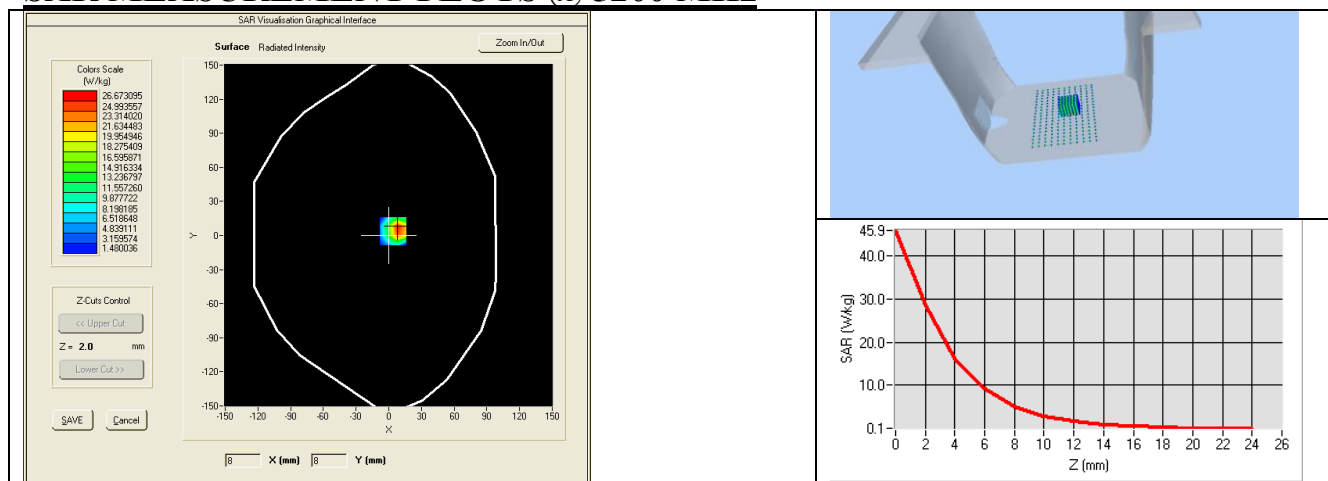 SAR MEASUREMENT PLOTS @ 5200 MHz
SAR Visualisation Graphical Interface
Surface Radiated Intensity
Zoom In/Out
Colors Scale
(W/kg)
26.673095
24.993557
23.314020
21.634483
19.954946
18.275409
16.595871
14.916334
13.236797
11.557260
9.877722
8.198185
6.518648
4.839111
3.159574
1.480036
Z-Cuts Control
<< Upper Cut
Z = 2.0 mm
Lower Cut >>
SAVE Cancel
150
120
90
60
30
0
-30
-60
-90
-120
-150
Y
-150 -120 -90 -60 -30 0 30 60 90 120 150
X
8 X (mm) 8 Y (mm)
45.9
40.0
30.0
20.0
10.0
0.1
SAR (W/kg)
0 2 4 6 8 10 12 14 16 18 20 22 24 26
Z (mm)